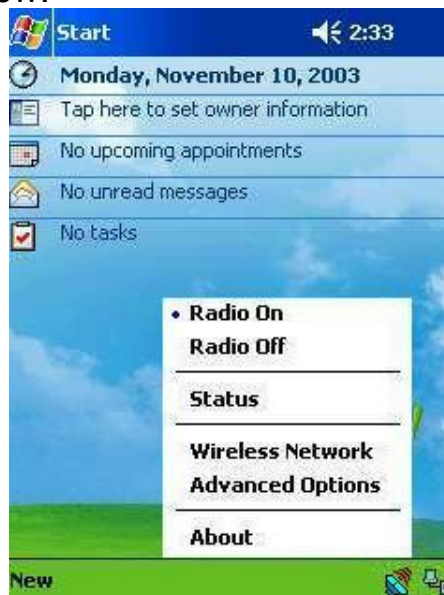 Start 2:33
Monday, November 10, 2003
Tap here to set owner information
No upcoming appointments
No unread messages
No tasks
Radio On
Radio Off
Status
Wireless Network
Advanced Options
About
New